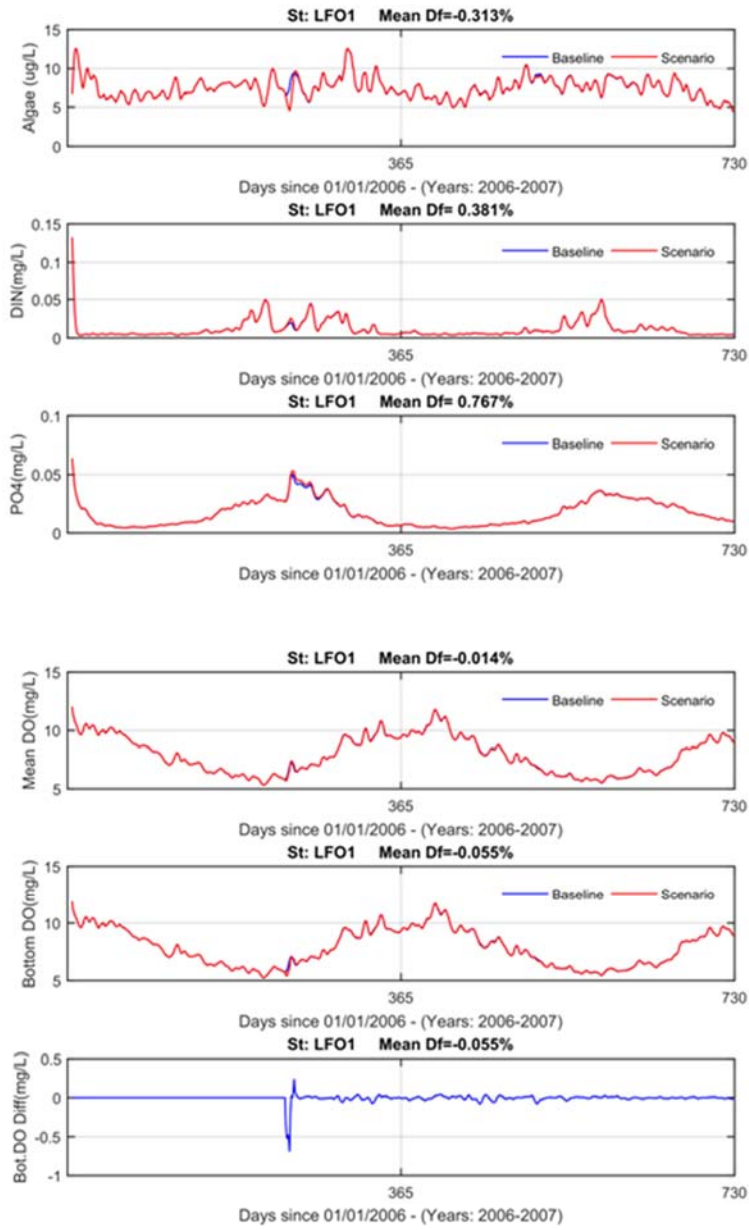 St: LFO1 Mean Df=-0.313%
15
10
5
0
Algae (ug/L)
Baseline Scenario
365 730
Days since 01/01/2006 - (Years: 2006-2007)
St: LFO1 Mean Df= 0.381%
0.15
0.1
0.05
0
DIN(mg/L)
Baseline Scenario
365 730
Days since 01/01/2006 - (Years: 2006-2007)
St: LFO1 Mean Df= 0.767%
0.1
0.05
0
PO4(mg/L)
Baseline Scenario
365 730
Days since 01/01/2006 - (Years: 2006-2007)
St: LFO1 Mean Df=-0.014%
15
10
5
Mean DO(mg/L)
Baseline Scenario
365 730
Days since 01/01/2006 - (Years: 2006-2007)
St: LFO1 Mean Df=-0.055%
15
10
5
Bottom DO(mg/L)
Baseline Scenario
365 730
Days since 01/01/2006 - (Years: 2006-2007)
St: LFO1 Mean Df=-0.055%
0.5
0
-0.5
-1
Bot.DO Diff(mg/L)
365 730
Days since 01/01/2006 - (Years: 2006-2007)